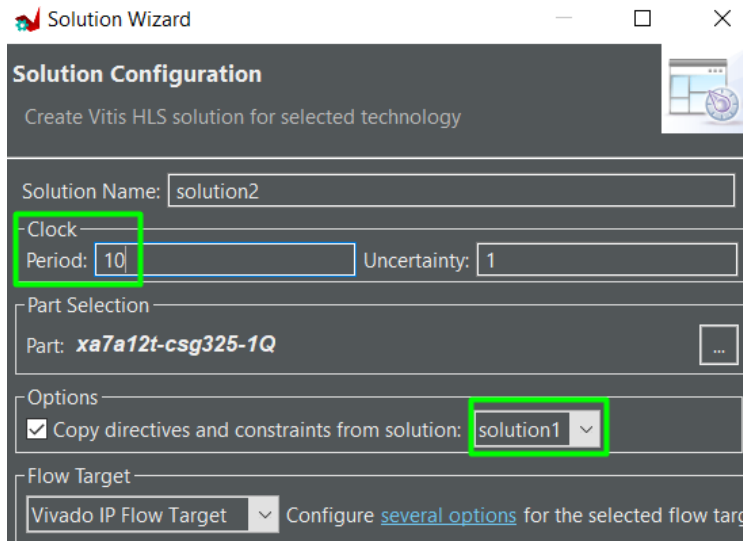 Solution Wizard
Solution Configuration
Create Vitis HLS solution for selected technology
Solution Name: solution2
Clock
Period: 10 Uncertainty: 1
Part Selection
Part: xa7a12t-csg325-1Q ...
Options
Copy directives and constraints from solution: solution1
Flow Target
Vivado IP Flow Target Configure several options for the selected flow targ